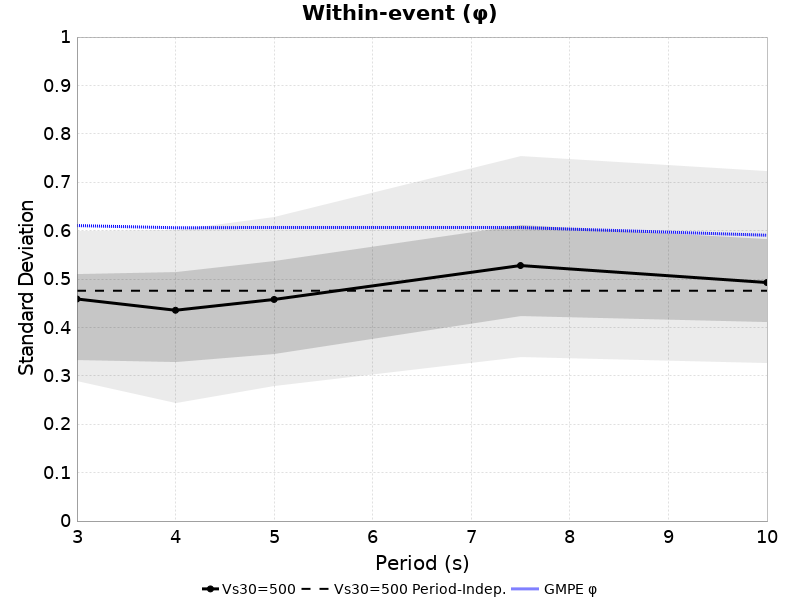 Within-event (φ)
Standard Deviation
1
0.9
0.8
0.7
0.6
0.5
0.4
0.3
0.2
0.1
0
3 4 5 6 7 8 9 10
Period (s)
Vs30=500 Vs30=500 Period-Indep. GMPE φ